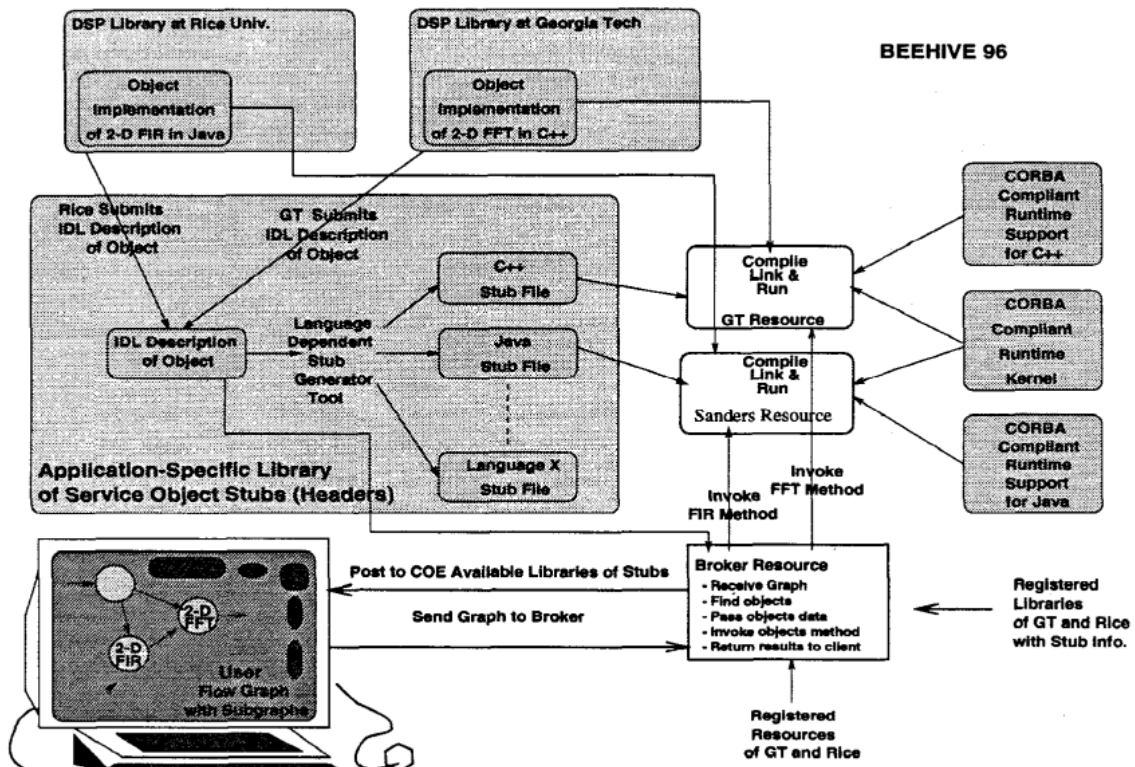 DSP Library at Rice Univ.
DSP Library at Georgia Tech
BEEHIVE 96
Object
Implementation
of 2-D FIR in Java
Object
Implementation
of 2-D FFT in C++
Rice Submits
IDL Description
of Object
GT Submits
IDL Description
of Object
IDL Description
of Object
Language
Dependent
Stub
Generator
Tool
C++
Stub File
Java
Stub File
Language X
Stub File
Application-Specific Library
of Service Object Stubs (Headers)
Compile
Link &
Run
GT Resource
Compile
Link &
Run
Sanders Resource
CORBA
Compliant
Runtime
Support
for C++
CORBA
Compliant
Runtime
Kernel
CORBA
Compliant
Runtime
Support
for Java
Invoke
FIR Method
Invoke
FFT Method
Post to COE Available Libraries of Stubs
Send Graph to Broker
Broker Resource
- Receive Graph
- Find objects
- Pass objects data
- Invoke objects method
- Return results to client
Registered
Libraries
of GT and Rice
with Stub Info.
Registered
Resources
of GT and Rice
2-D
FFT
2-D
FIR
User
Flow Graph
with Subgraphs